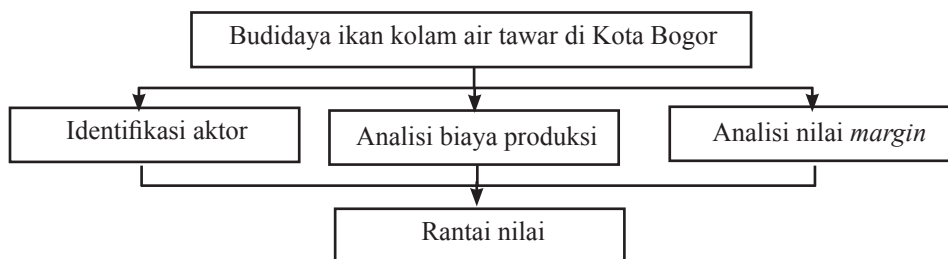 Budidaya ikan kolam air tawar di Kota Bogor
Identifikasi aktor
Analisi biaya produksi
Analisi nilai margin
Rantai nilai